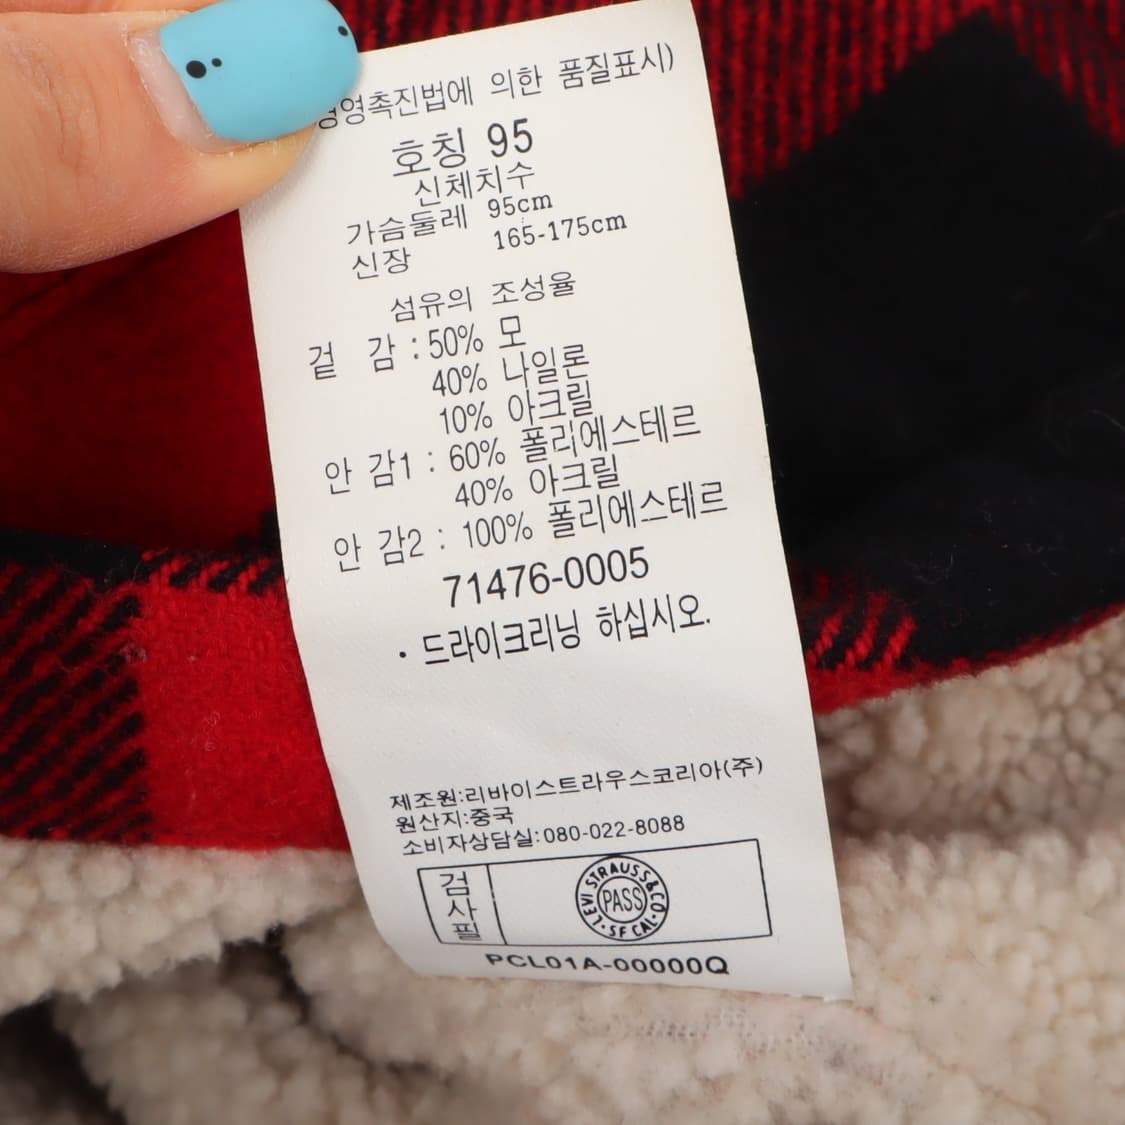 의한 품질표시)
호칭 95
신체치수
가슴둘레 95cm
신장 165-175cm
섬유의 조성율
겉 감 : 50% 모
40% 나일론
10% 아크릴
안 감1 : 60% 폴리에스테르
40% 아크릴
안 감2 : 100% 폴리에스테르
71476-0005
· 드라이크리닝 하십시오.
제조원:리바이스트라우스코리아(주)
원산지:중국
소비자상담실:080-022-8088
검사필
LEVI STRAUSS & CO
PASS
· SF CAL ·
PCL01A-00000Q